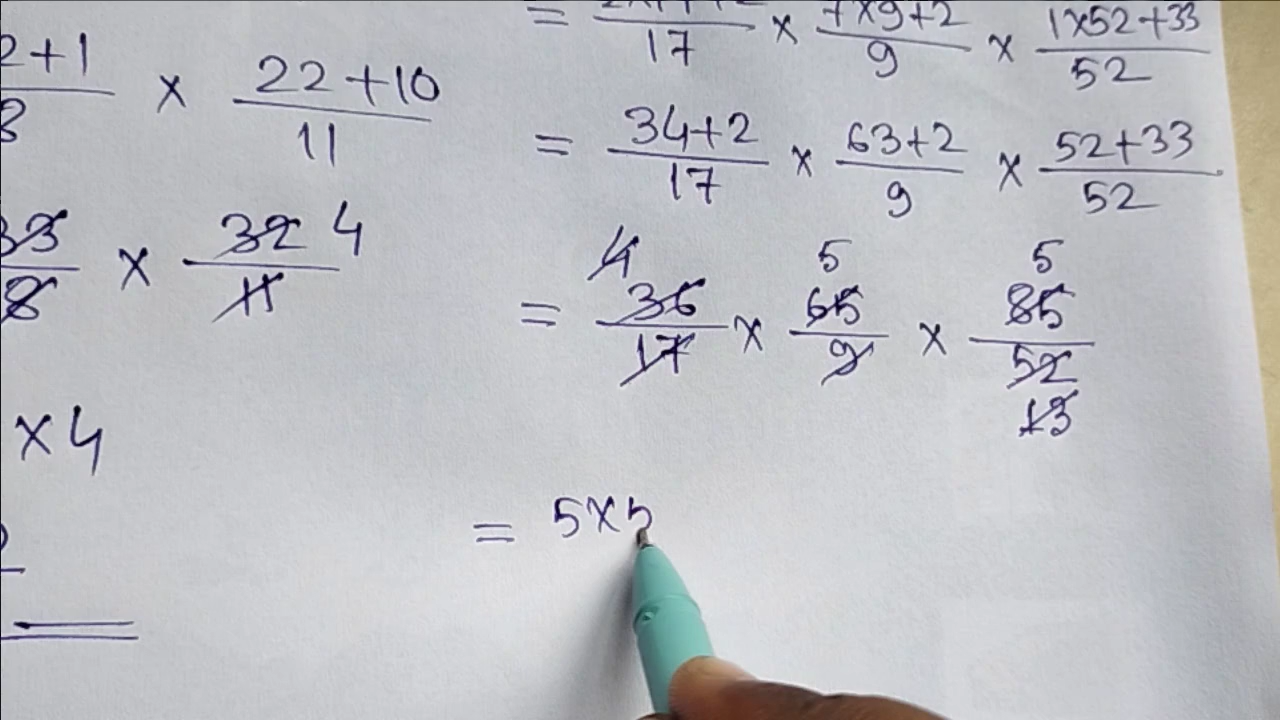 2+1 × 22+10
8 11
33 × 32 4
8 11
×4
= 2×17+2 × 7×9+2 × 1×52+33
17 9 52
= 34+2 × 63+2 × 52+33
17 9 52
4 5 5
= 36 × 65 × 85
17 9 52
13
= 5×5